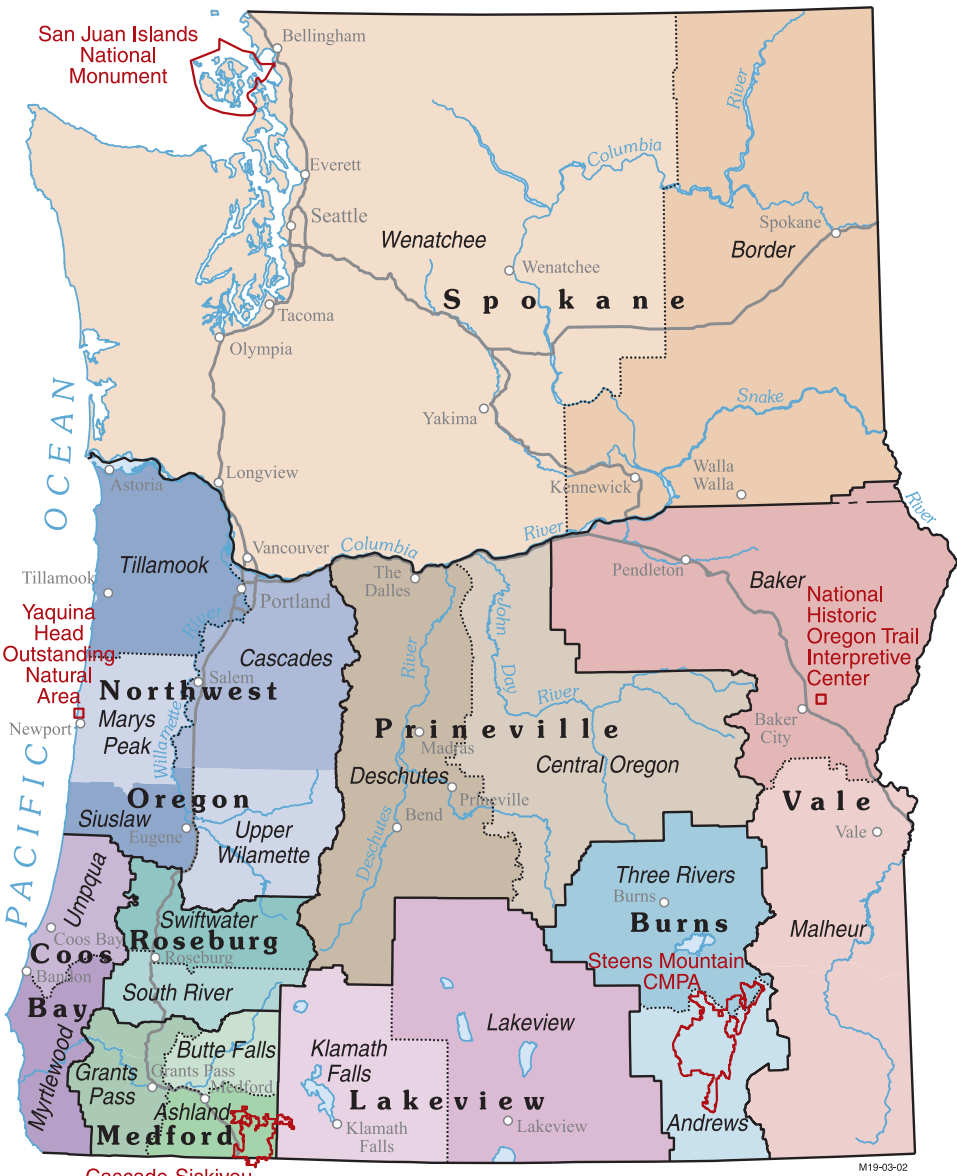 San Juan Islands
National
Monument
Bellingham
River
Everett
Columbia
Seattle
Wenatchee
Spokane
Border
Wenatchee
Spokane
Tacoma
Olympia
PACIFIC OCEAN
Snake
Yakima
Longview
Kennewick
Walla
Walla
Astoria
River
River
Vancouver
Columbia
The
Dalles
Pendleton
Tillamook
Tillamook
Portland
Baker
National
Historic
Oregon Trail
Interpretive
Center
Yaquina
Head
Outstanding
Natural
Area
River
Willamette
Cascades
River
John
Day
River
Salem
Northwest
Oregon
Newport
Marys
Peak
Prineville
Madras
Baker
City
Deschutes
Central Oregon
Prineville
Vale
Siuslaw
Eugene
Upper
Wilamette
Deschutes
Bend
Vale
Umpqua
Three Rivers
Burns
Burns
Swiftwater
Roseburg
Roseburg
Coos Bay
Coos
Bay
Bandon
Malheur
Steens Mountain
CMPA
South River
Myrtlewood
Butte Falls
Grants
Pass
Grants Pass
Medford
Ashland
Medford
Klamath
Falls
Lakeview
Lakeview
Klamath
Falls
Lakeview
Andrews
M19-03-02
Cascade-Siskiyou